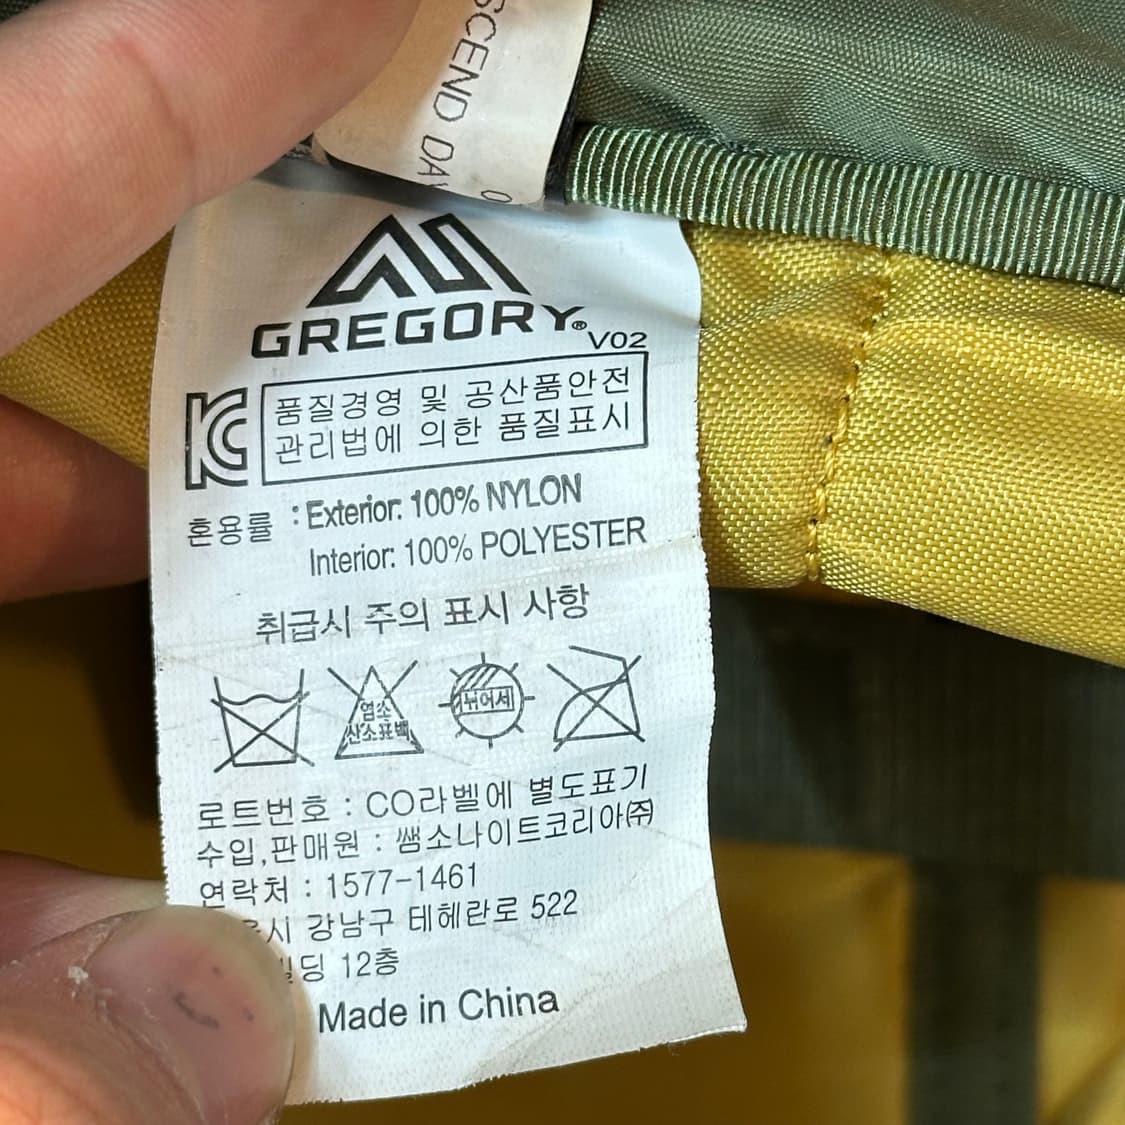 SCEND DAY
GREGORY®
V02
품질경영 및 공산품안전
관리법에 의한 품질표시
혼용률 : Exterior: 100% NYLON
Interior: 100% POLYESTER
취급시 주의 표시 사항
염소
산소표백
뉘어서
로트번호 : CO라벨에 별도표기
수입,판매원 : 쌤소나이트코리아㈜
연락처 : 1577-1461
시 강남구 테헤란로 522
딩 12층
Made in China